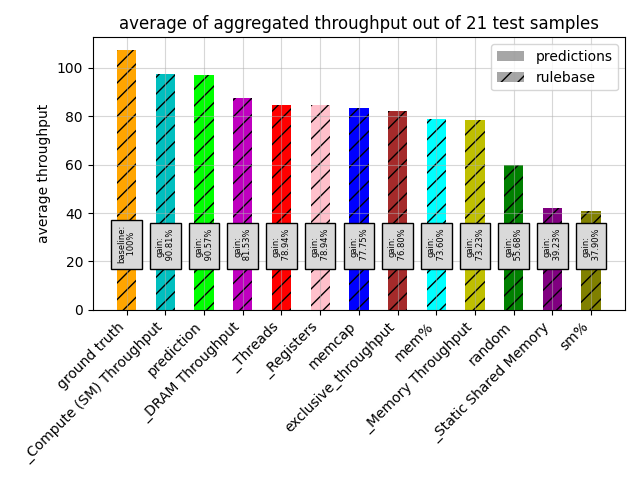 average of aggregated throughput out of 21 test samples
predictions
rulebase
average throughput
100
80
60
40
20
0
baseline:
100%
gain:
90.81%
gain:
90.57%
gain:
81.53%
gain:
78.94%
gain:
78.94%
gain:
77.75%
gain:
76.80%
gain:
73.60%
gain:
73.23%
gain:
55.68%
gain:
39.23%
gain:
37.90%
ground truth
_Compute (SM) Throughput
prediction
_DRAM Throughput
_Threads
_Registers
memcap
exclusive_throughput
mem%
_Memory Throughput
random
_Static Shared Memory
sm%